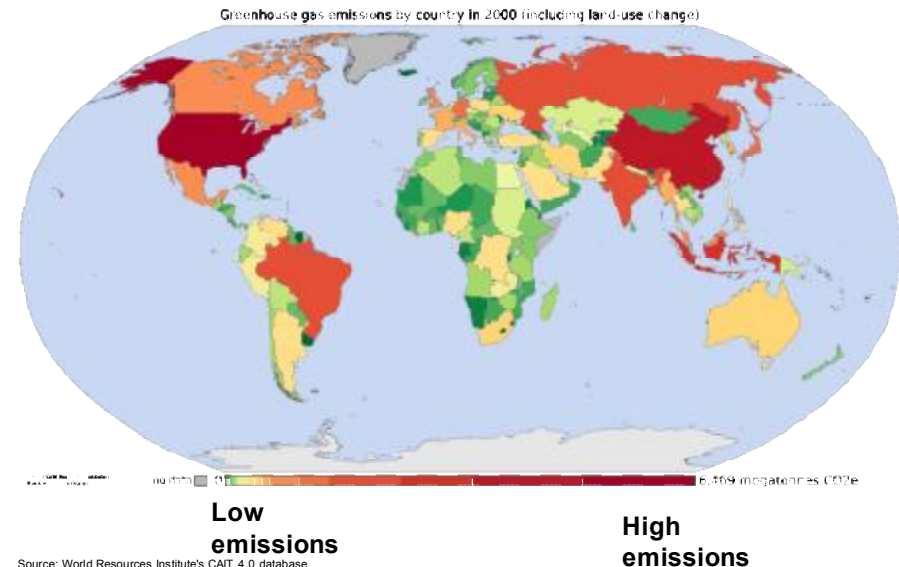 Greenhouse gas emissions by country in 2000 (including land-use change)
no data 0 6,469 megatonnes CO2e
Low
emissions
High
emissions
Source: World Resources Institute's CAIT 4.0 database